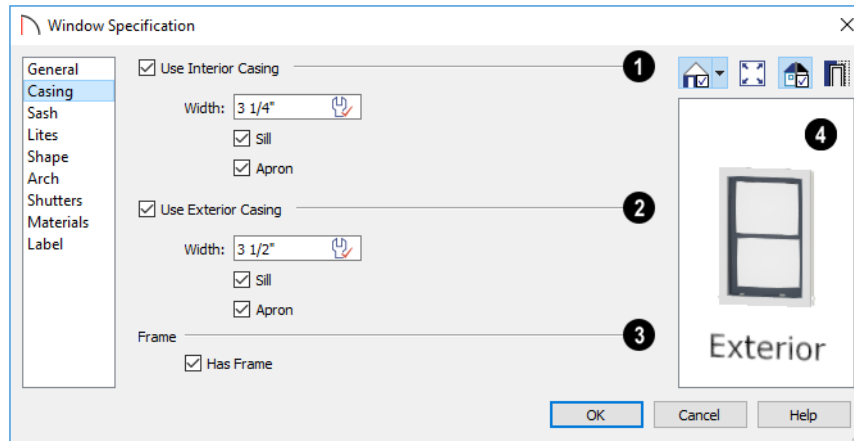 Window Specification
General
Casing
Sash
Lites
Shape
Arch
Shutters
Materials
Label
Use Interior Casing
1
Width: 3 1/4"
Sill
Apron
Use Exterior Casing
2
Width: 3 1/2"
Sill
Apron
Frame
3
Has Frame
4
Exterior
OK
Cancel
Help